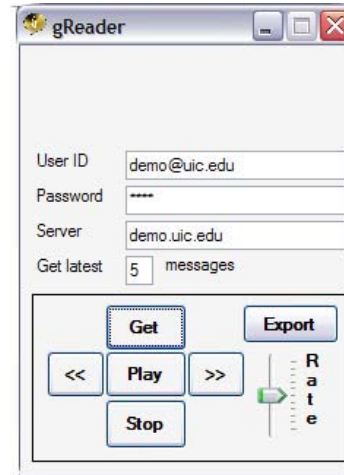 gReader
User ID demo@uic.edu
Password ****
Server demo.uic.edu
Get latest 5 messages
Get Export
<< Play >>
Stop
Rate